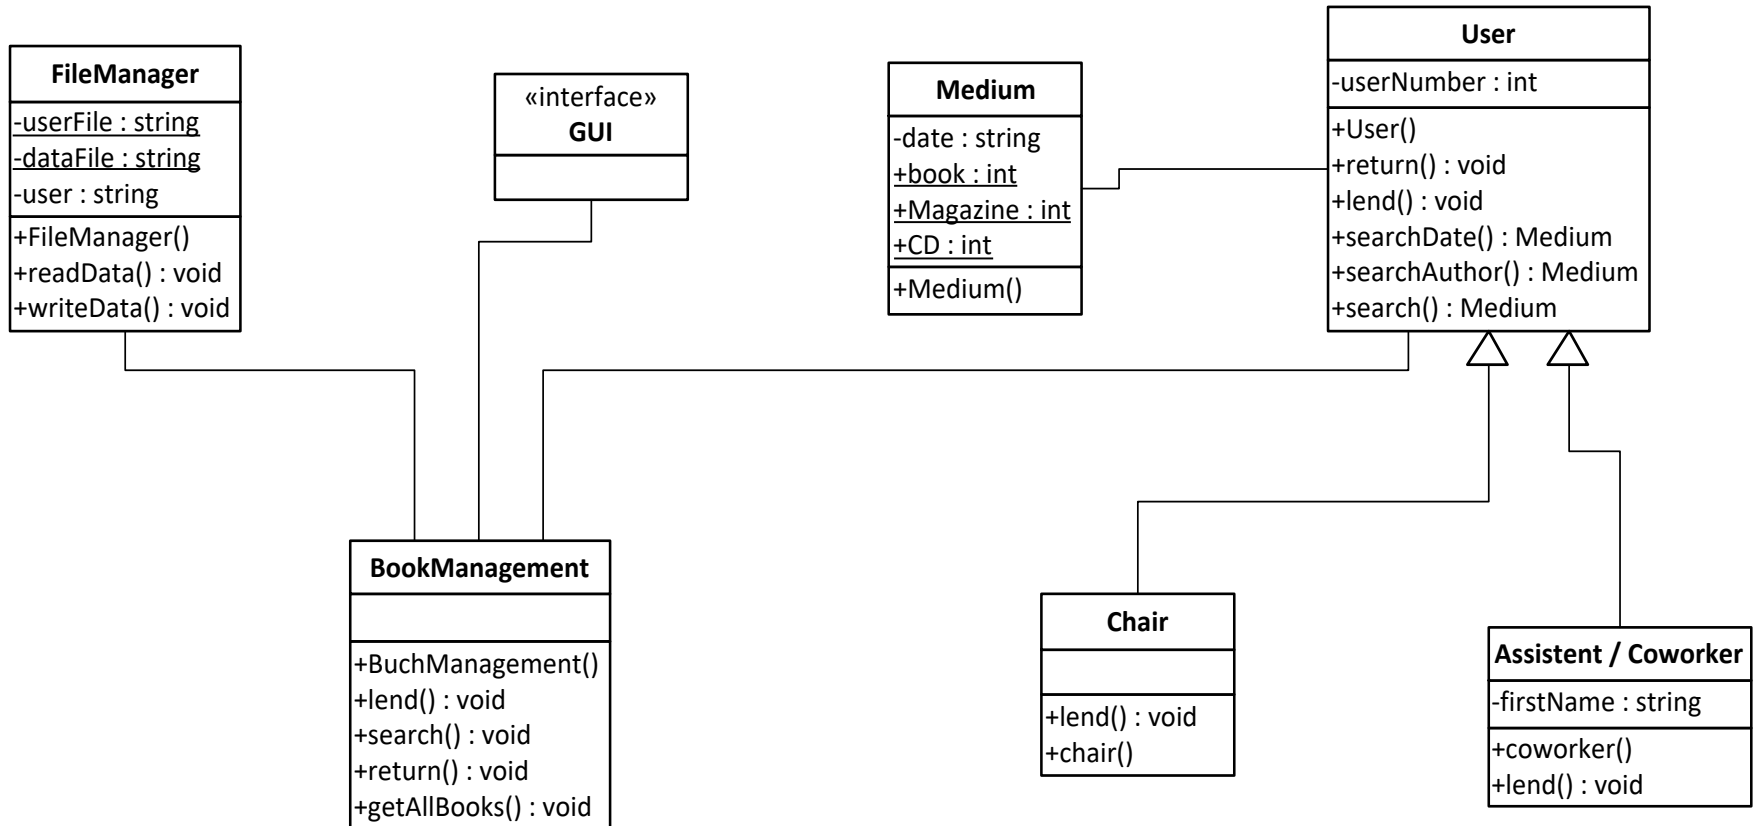 FileManager
-userFile : string
-dataFile : string
-user : string
+FileManager()
+readData() : void
+writeData() : void
«interface»
GUI
Medium
-date : string
+book : int
+Magazine : int
+CD : int
+Medium()
User
-userNumber : int
+User()
+return() : void
+lend() : void
+searchDate() : Medium
+searchAuthor() : Medium
+search() : Medium
BookManagement
+BuchManagement()
+lend() : void
+search() : void
+return() : void
+getAllBooks() : void
Chair
+lend() : void
+chair()
Assistent / Coworker
-firstName : string
+coworker()
+lend() : void